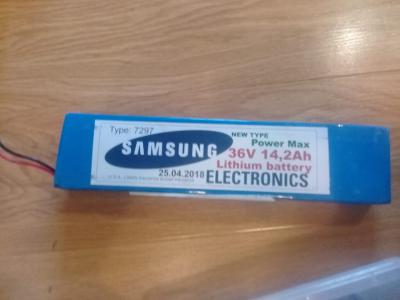 Type: 7297
NEW TYPE
Power Max
SAMSUNG
36V 14,2Ah
Lithium battery
25.04.2018
ELECTRONICS